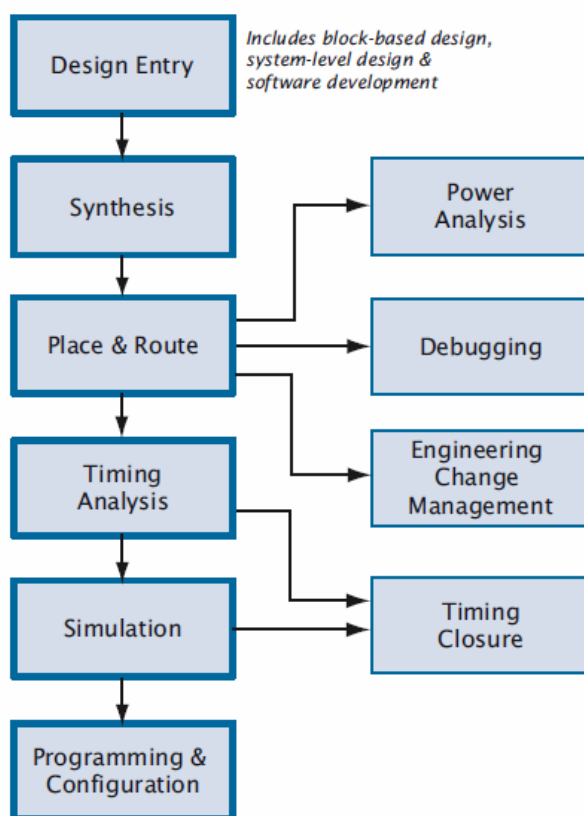 Design Entry
Includes block-based design,
system-level design &
software development
Synthesis
Power
Analysis
Place & Route
Debugging
Timing
Analysis
Engineering
Change
Management
Simulation
Timing
Closure
Programming &
Configuration